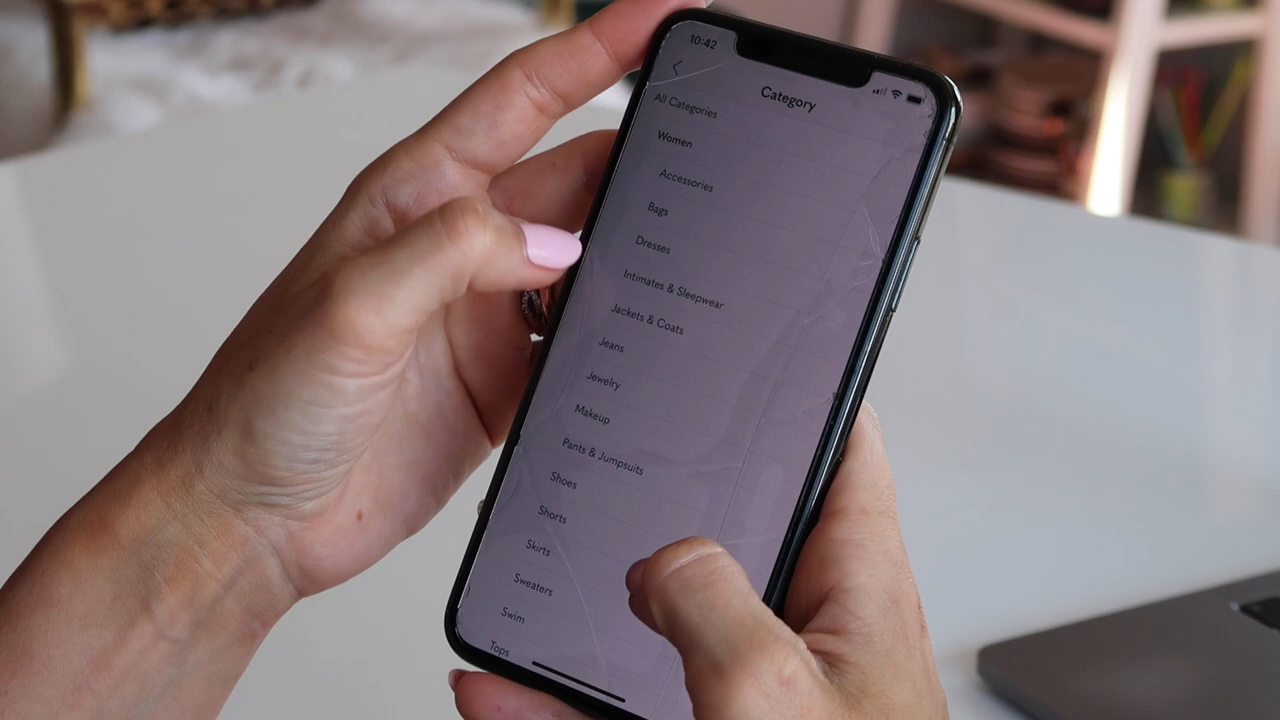 10:42
Category
All Categories
Women
Accessories
Bags
Dresses
Intimates & Sleepwear
Jackets & Coats
Jeans
Jewelry
Makeup
Pants & Jumpsuits
Shoes
Shorts
Skirts
Sweaters
Swim
Tops